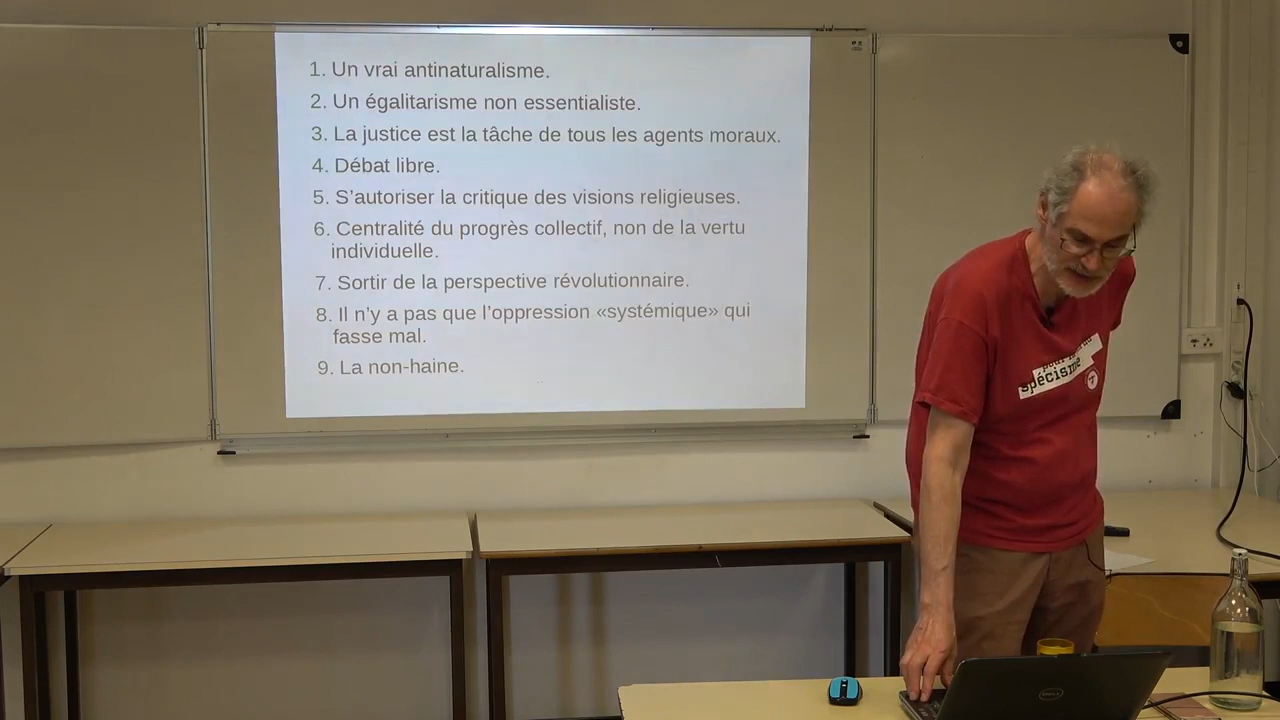 1. Un vrai antinaturalisme.
2. Un égalitarisme non essentialiste.
3. La justice est la tâche de tous les agents moraux.
4. Débat libre.
5. S’autoriser la critique des visions religieuses.
6. Centralité du progrès collectif, non de la vertu
individuelle.
7. Sortir de la perspective révolutionnaire.
8. Il n’y a pas que l’oppression «systémique» qui
fasse mal.
9. La non-haine.
spécisme
DELL